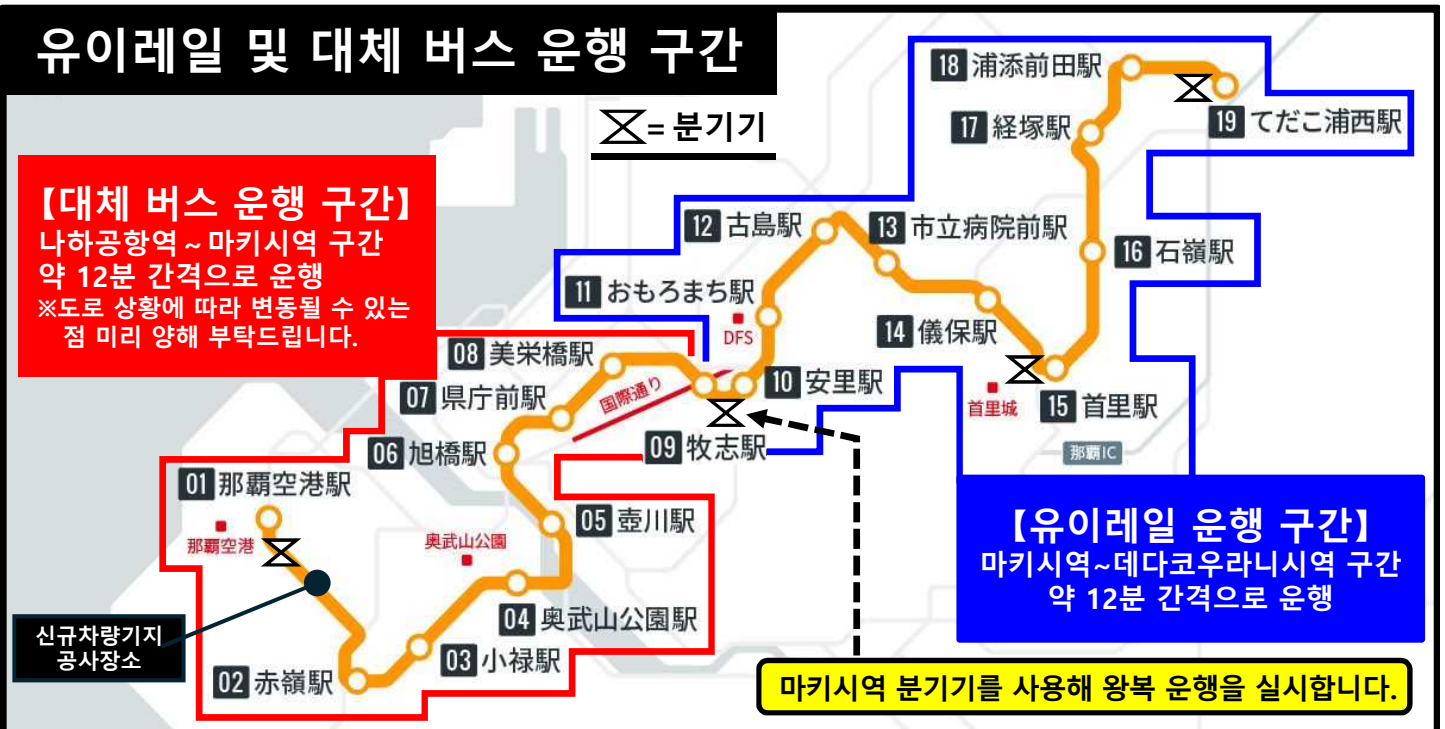 유이레일 및 대체 버스 운행 구간
= 분기기
【대체 버스 운행 구간】
나하공항역 ~ 마키시역 구간
약 12분 간격으로 운행
※도로 상황에 따라 변동될 수 있는
점 미리 양해 부탁드립니다.
18 浦添前田駅
19 てだこ浦西駅
17 経塚駅
12 古島駅
13 市立病院前駅
16 石嶺駅
11 おもろまち駅
DFS
14 儀保駅
08 美栄橋駅
10 安里駅
07 県庁前駅
国際通り
首里城
15 首里駅
06 旭橋駅
09 牧志駅
那覇IC
01 那覇空港駅
那覇空港
05 壺川駅
奥武山公園
04 奥武山公園駅
03 小禄駅
02 赤嶺駅
신규차량기지
공사장소
【유이레일 운행 구간】
마키시역~데다코우라니시역 구간
약 12분 간격으로 운행
마키시역 분기기를 사용해 왕복 운행을 실시합니다.